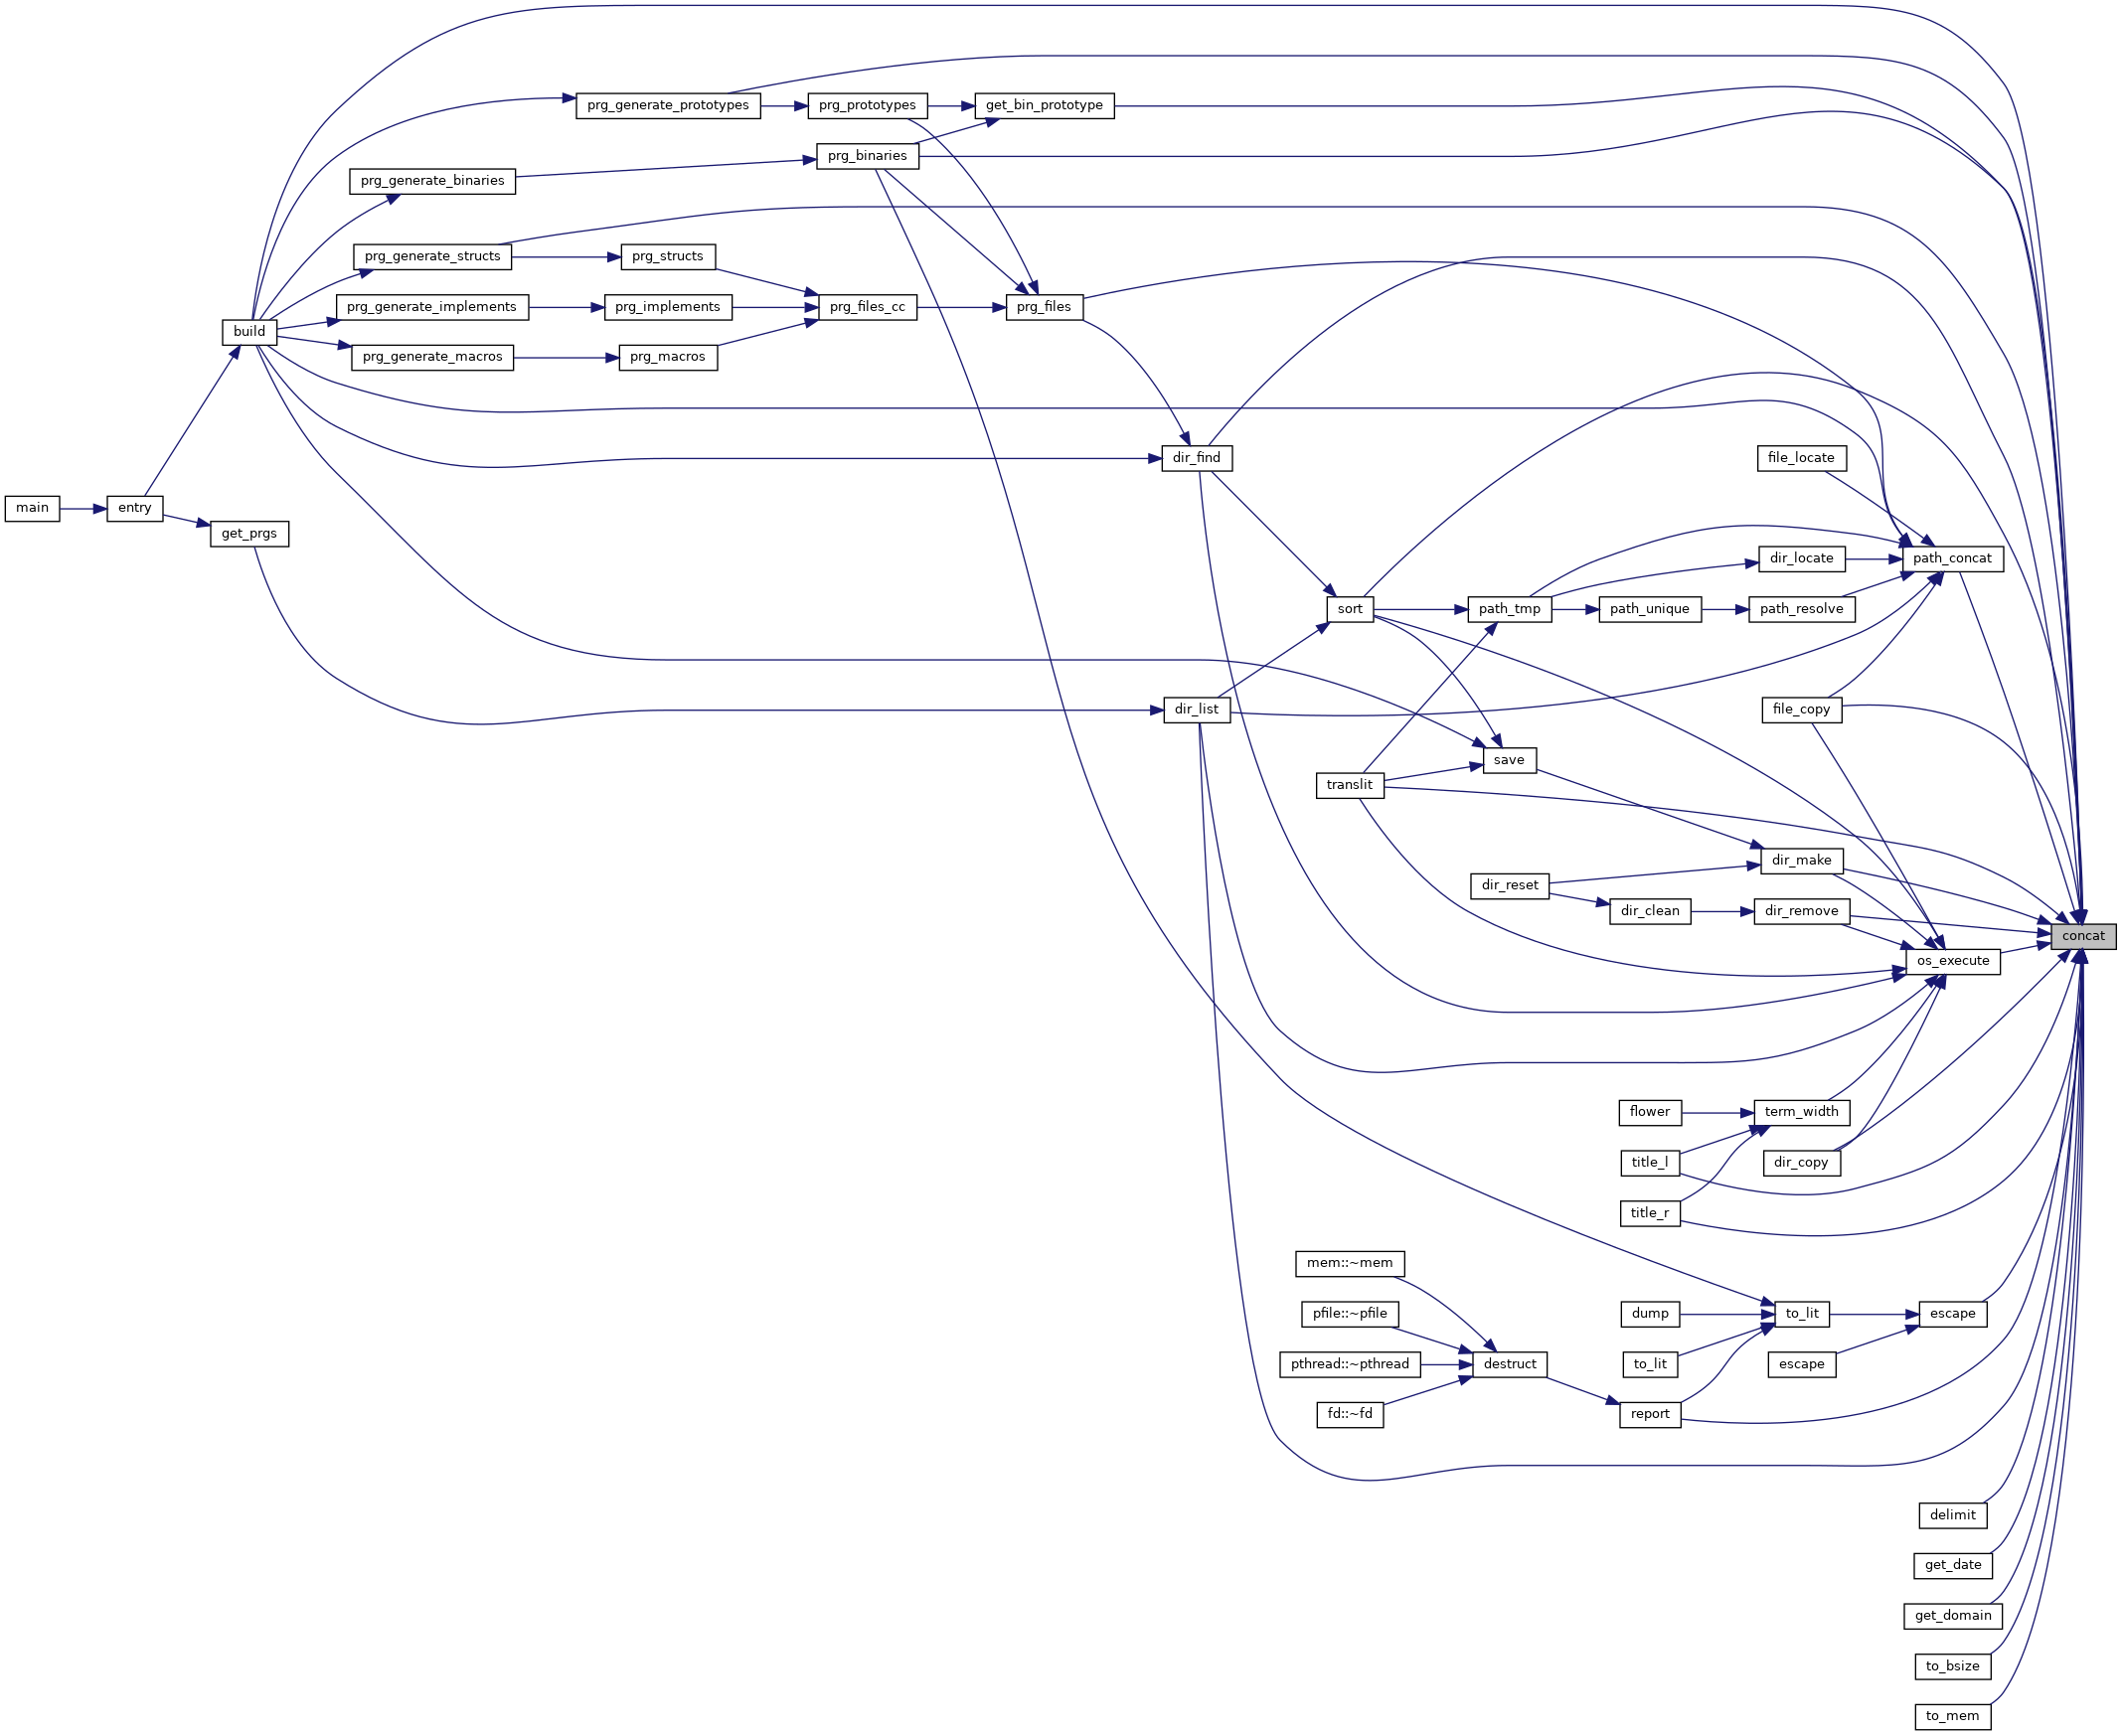 prg_generate_prototypes
prg_prototypes
get_bin_prototype
prg_binaries
prg_generate_binaries
prg_generate_structs
prg_structs
prg_generate_implements
prg_implements
prg_files_cc
prg_files
build
prg_generate_macros
prg_macros
dir_find
file_locate
main
entry
get_prgs
path_concat
dir_locate
sort
path_tmp
path_unique
path_resolve
dir_list
file_copy
save
translit
dir_make
dir_reset
dir_clean
dir_remove
concat
os_execute
flower
term_width
title_l
dir_copy
title_r
mem::~mem
pfile::~pfile
dump
to_lit
escape
pthread::~pthread
destruct
to_lit
escape
fd::~fd
report
delimit
get_date
get_domain
to_bsize
to_mem